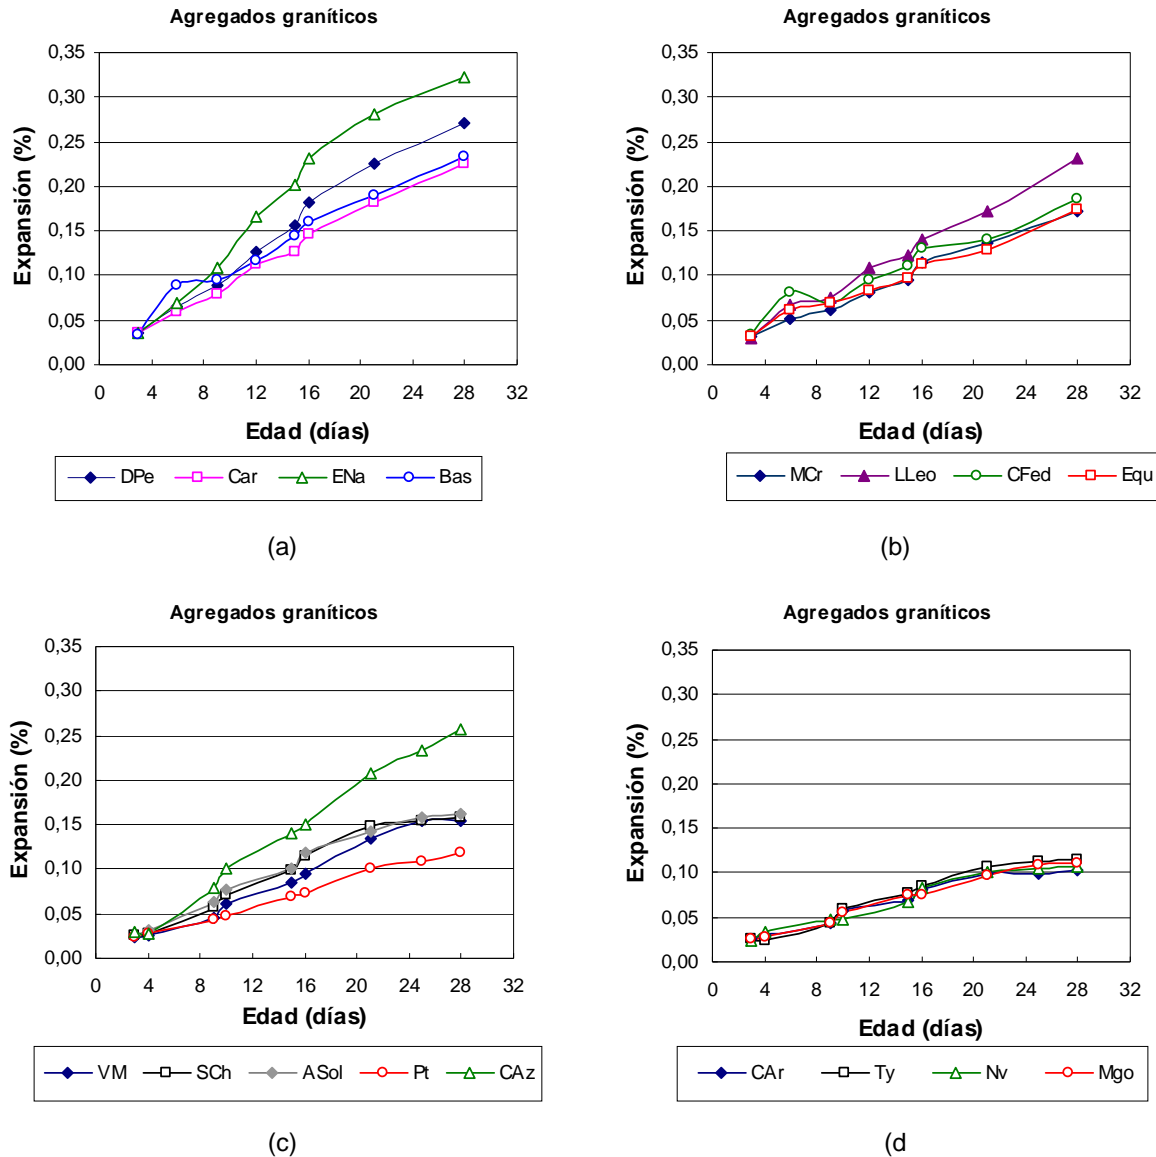 Agregados graníticos
0,35
0,30
0,25
0,20
0,15
0,10
0,05
0,00
Expansión (%)
0 4 8 12 16 20 24 28 32
Edad (días)
DPe Car ENa Bas
(a)
Agregados graníticos
0,35
0,30
0,25
0,20
0,15
0,10
0,05
0,00
Expansión (%)
0 4 8 12 16 20 24 28 32
Edad (días)
MCr LLeo CFed Equ
(b)
Agregados graníticos
0,35
0,30
0,25
0,20
0,15
0,10
0,05
0,00
Expansión (%)
0 4 8 12 16 20 24 28 32
Edad (días)
VM SCh ASol Pt CAz
(c)
Agregados graníticos
0,35
0,30
0,25
0,20
0,15
0,10
0,05
0,00
Expansión (%)
0 4 8 12 16 20 24 28 32
Edad (días)
CAr Ty Nv Mgo
(d